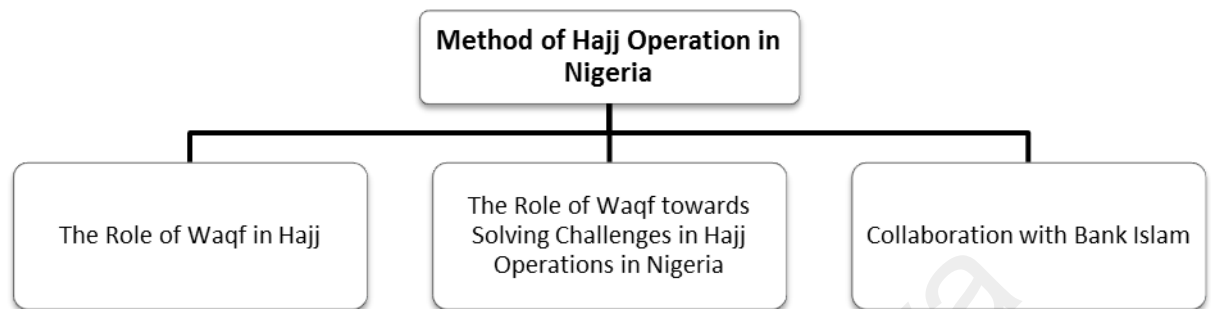 Method of Hajj Operation in
Nigeria
The Role of Waqf in Hajj
The Role of Waqf towards
Solving Challenges in Hajj
Operations in Nigeria
Collaboration with Bank Islam